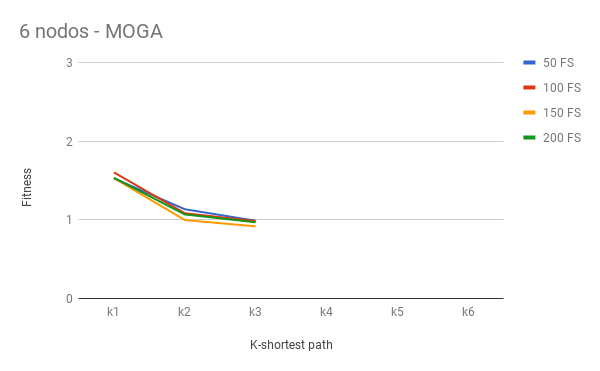 6 nodos - MOGA
3
2
1
0
Fitness
k1 k2 k3 k4 k5 k6
K-shortest path
50 FS
100 FS
150 FS
200 FS